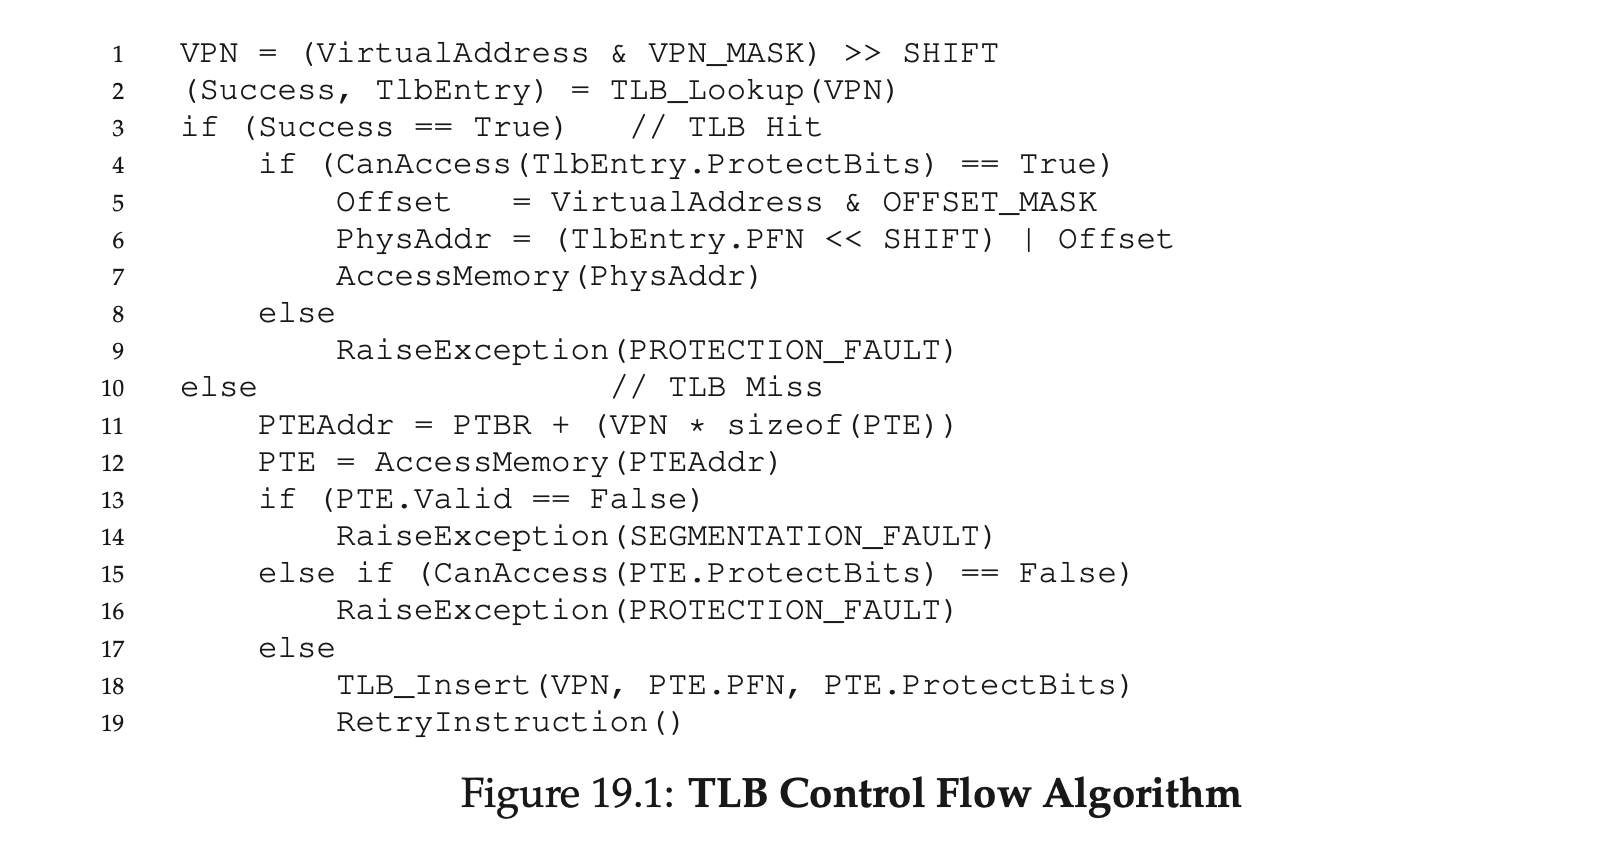 1 VPN = (VirtualAddress & VPN_MASK) >> SHIFT
2 (Success, TlbEntry) = TLB_Lookup(VPN)
3 if (Success == True) // TLB Hit
4 if (CanAccess(TlbEntry.ProtectBits) == True)
5 Offset = VirtualAddress & OFFSET_MASK
6 PhysAddr = (TlbEntry.PFN << SHIFT) | Offset
7 AccessMemory(PhysAddr)
8 else
9 RaiseException(PROTECTION_FAULT)
10 else // TLB Miss
11 PTEAddr = PTBR + (VPN * sizeof(PTE))
12 PTE = AccessMemory(PTEAddr)
13 if (PTE.Valid == False)
14 RaiseException(SEGMENTATION_FAULT)
15 else if (CanAccess(PTE.ProtectBits) == False)
16 RaiseException(PROTECTION_FAULT)
17 else
18 TLB_Insert(VPN, PTE.PFN, PTE.ProtectBits)
19 RetryInstruction()
Figure 19.1: TLB Control Flow Algorithm